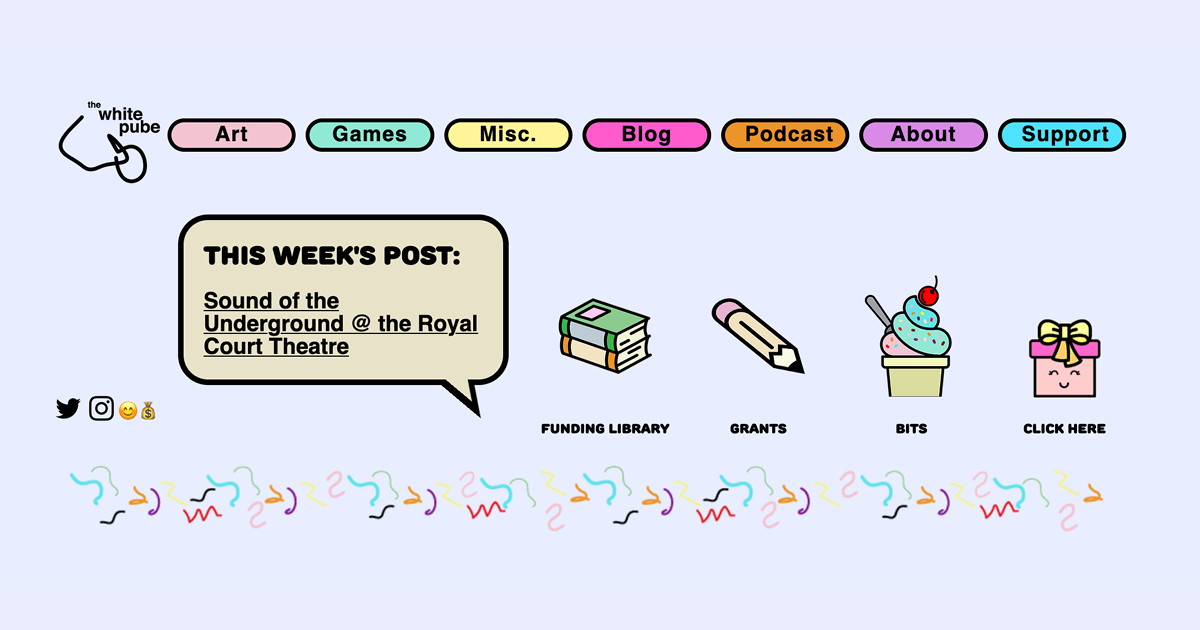 the
white
pube
Art
Games
Misc.
Blog
Podcast
About
Support
THIS WEEK'S POST:
Sound of the
Underground @ the Royal
Court Theatre
FUNDING LIBRARY
GRANTS
BITS
CLICK HERE